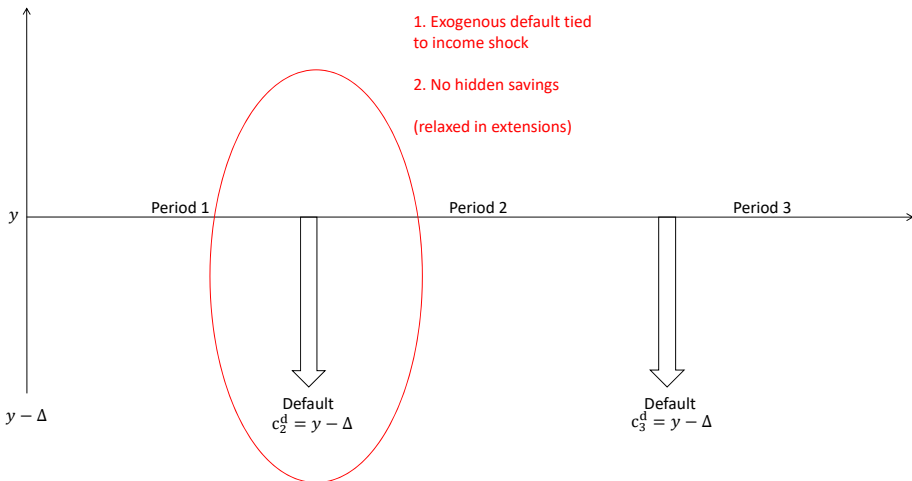 1. Exogenous default tied
to income shock
2. No hidden savings
(relaxed in extensions)
Period 1
Period 2
Period 3
y
y − Δ
Default
c₂ᵈ = y − Δ
Default
c₃ᵈ = y − Δ